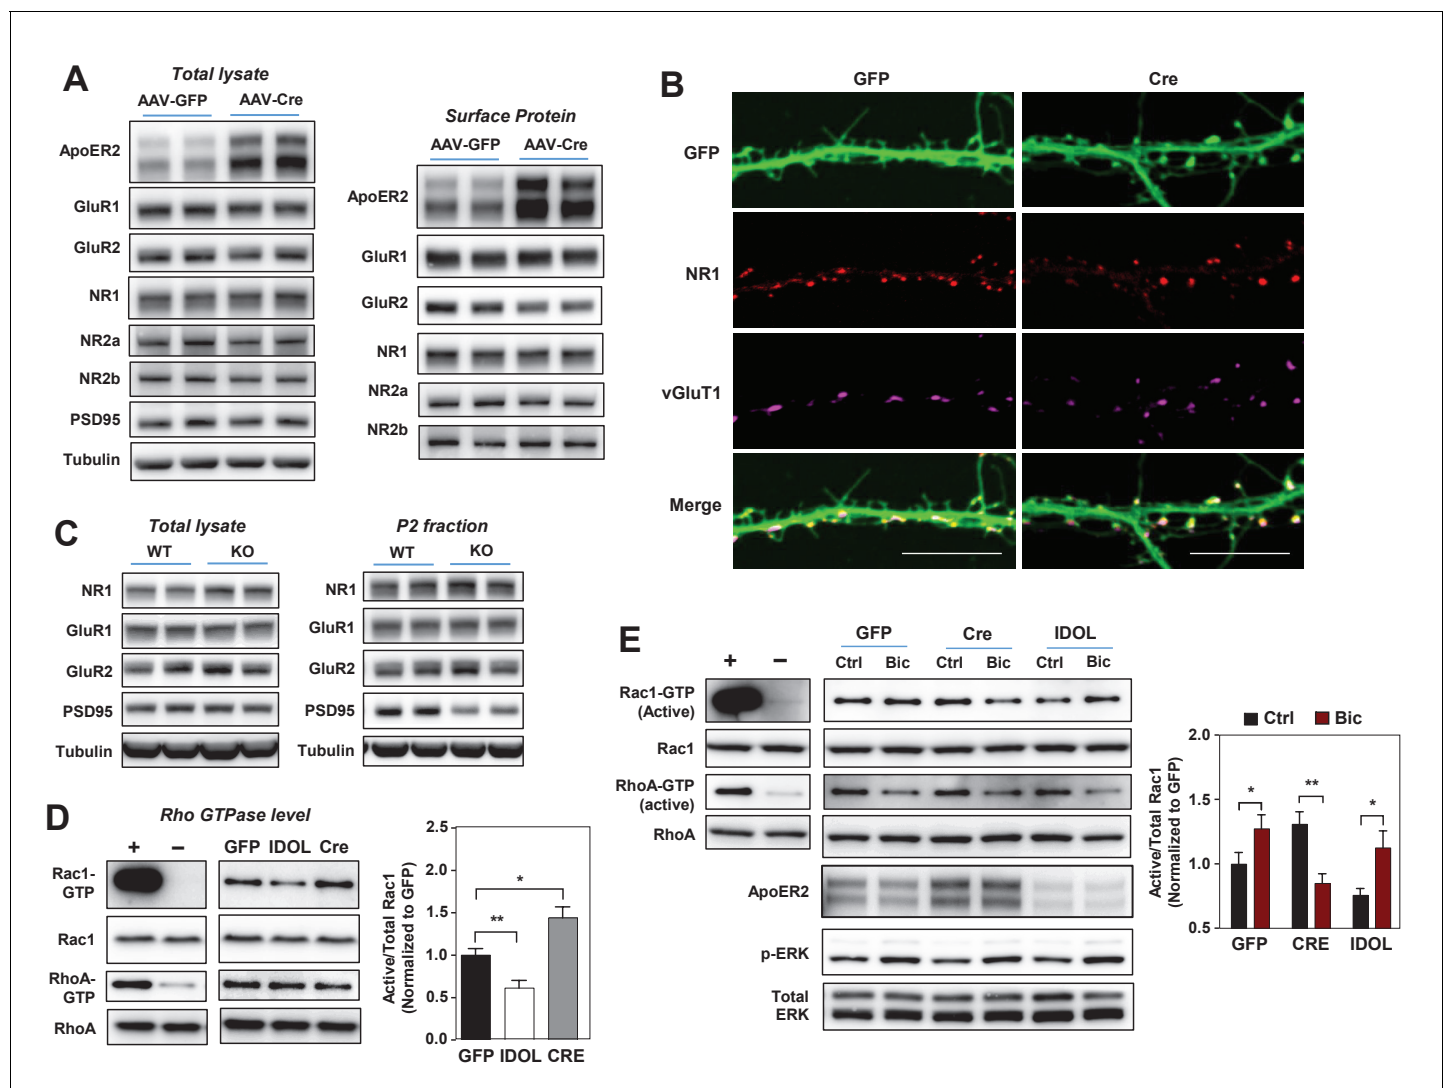 A
Total lysate
AAV-GFP AAV-Cre
ApoER2
GluR1
GluR2
NR1
NR2a
NR2b
PSD95
Tubulin
Surface Protein
AAV-GFP AAV-Cre
ApoER2
GluR1
GluR2
NR1
NR2a
NR2b
B
GFP Cre
GFP
NR1
vGluT1
Merge
C
Total lysate
WT KO
NR1
GluR1
GluR2
PSD95
Tubulin
P2 fraction
WT KO
NR1
GluR1
GluR2
PSD95
Tubulin
D
Rho GTPase level
+ – GFP IDOL Cre
Rac1-
GTP
Rac1
RhoA-
GTP
RhoA
Active/Total Rac1
(Normalized to GFP)
2.5
2.0
1.5
1.0
0.5
0.0
*
**
GFP IDOL CRE
E
GFP Cre IDOL
+ – Ctrl Bic Ctrl Bic Ctrl Bic
Rac1-GTP
(Active)
Rac1
RhoA-GTP
(active)
RhoA
ApoER2
p-ERK
Total
ERK
Ctrl Bic
Active/Total Rac1
(Normalized to GFP)
2.0
1.5
1.0
0.5
* ** *
GFP CRE IDOL